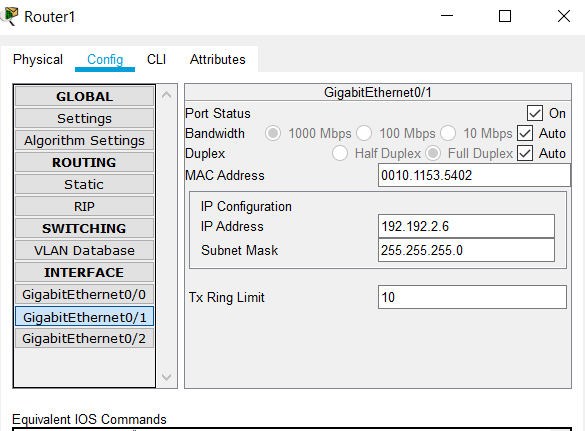 Router1
Physical Config CLI Attributes
GLOBAL
Settings
Algorithm Settings
ROUTING
Static
RIP
SWITCHING
VLAN Database
INTERFACE
GigabitEthernet0/0
GigabitEthernet0/1
GigabitEthernet0/2
GigabitEthernet0/1
Port Status On
Bandwidth 1000 Mbps 100 Mbps 10 Mbps Auto
Duplex Half Duplex Full Duplex Auto
MAC Address 0010.1153.5402
IP Configuration
IP Address 192.192.2.6
Subnet Mask 255.255.255.0
Tx Ring Limit 10
Equivalent IOS Commands